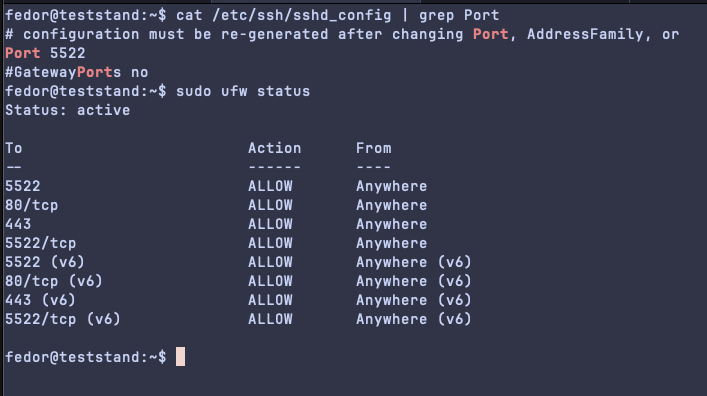 fedor@teststand:~$ cat /etc/ssh/sshd_config | grep Port
# configuration must be re-generated after changing Port, AddressFamily, or
Port 5522
#GatewayPorts no
fedor@teststand:~$ sudo ufw status
Status: active
To Action From
-- ------ ----
5522 ALLOW Anywhere
80/tcp ALLOW Anywhere
443 ALLOW Anywhere
5522/tcp ALLOW Anywhere
5522 (v6) ALLOW Anywhere (v6)
80/tcp (v6) ALLOW Anywhere (v6)
443 (v6) ALLOW Anywhere (v6)
5522/tcp (v6) ALLOW Anywhere (v6)
fedor@teststand:~$